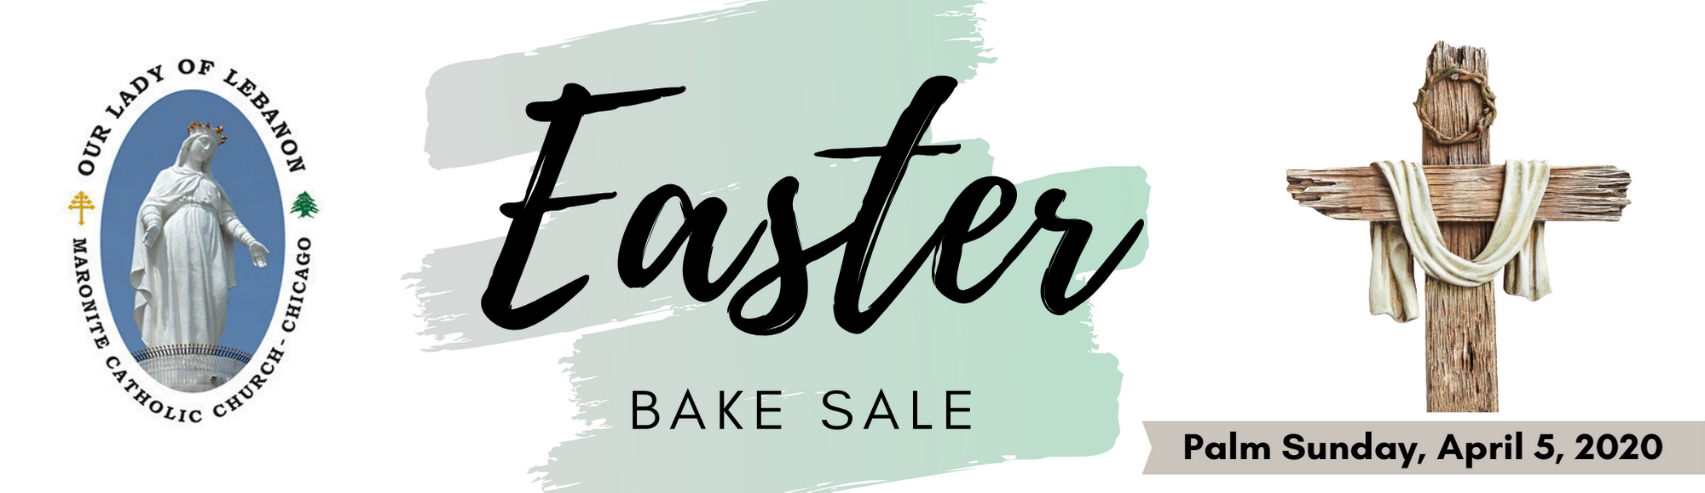 OUR LADY OF LEBANON
MARONITE CATHOLIC CHURCH-CHICAGO
Easter
BAKE SALE
Palm Sunday, April 5, 2020